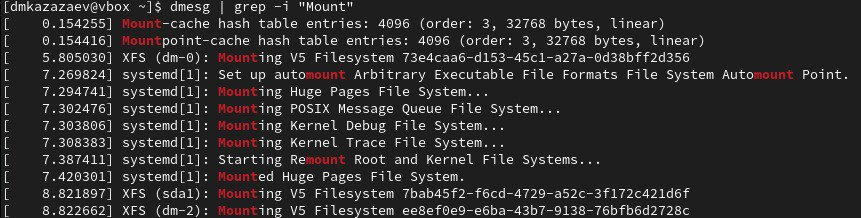 [dmkazazaev@vbox ~]$ dmesg | grep -i "Mount"
[    0.154255] Mount-cache hash table entries: 4096 (order: 3, 32768 bytes, linear)
[    0.154416] Mountpoint-cache hash table entries: 4096 (order: 3, 32768 bytes, linear)
[    5.805030] XFS (dm-0): Mounting V5 Filesystem 73e4caa6-d153-45c1-a27a-0d38bff2d356
[    7.269824] systemd[1]: Set up automount Arbitrary Executable File Formats File System Automount Point.
[    7.294741] systemd[1]: Mounting Huge Pages File System...
[    7.302476] systemd[1]: Mounting POSIX Message Queue File System...
[    7.303806] systemd[1]: Mounting Kernel Debug File System...
[    7.308383] systemd[1]: Mounting Kernel Trace File System...
[    7.387411] systemd[1]: Starting Remount Root and Kernel File Systems...
[    7.420301] systemd[1]: Mounted Huge Pages File System.
[    8.821897] XFS (sda1): Mounting V5 Filesystem 7bab45f2-f6cd-4729-a52c-3f172c421d6f
[    8.822662] XFS (dm-2): Mounting V5 Filesystem ee8ef0e9-e6ba-43b7-9138-76bfb6d2728c